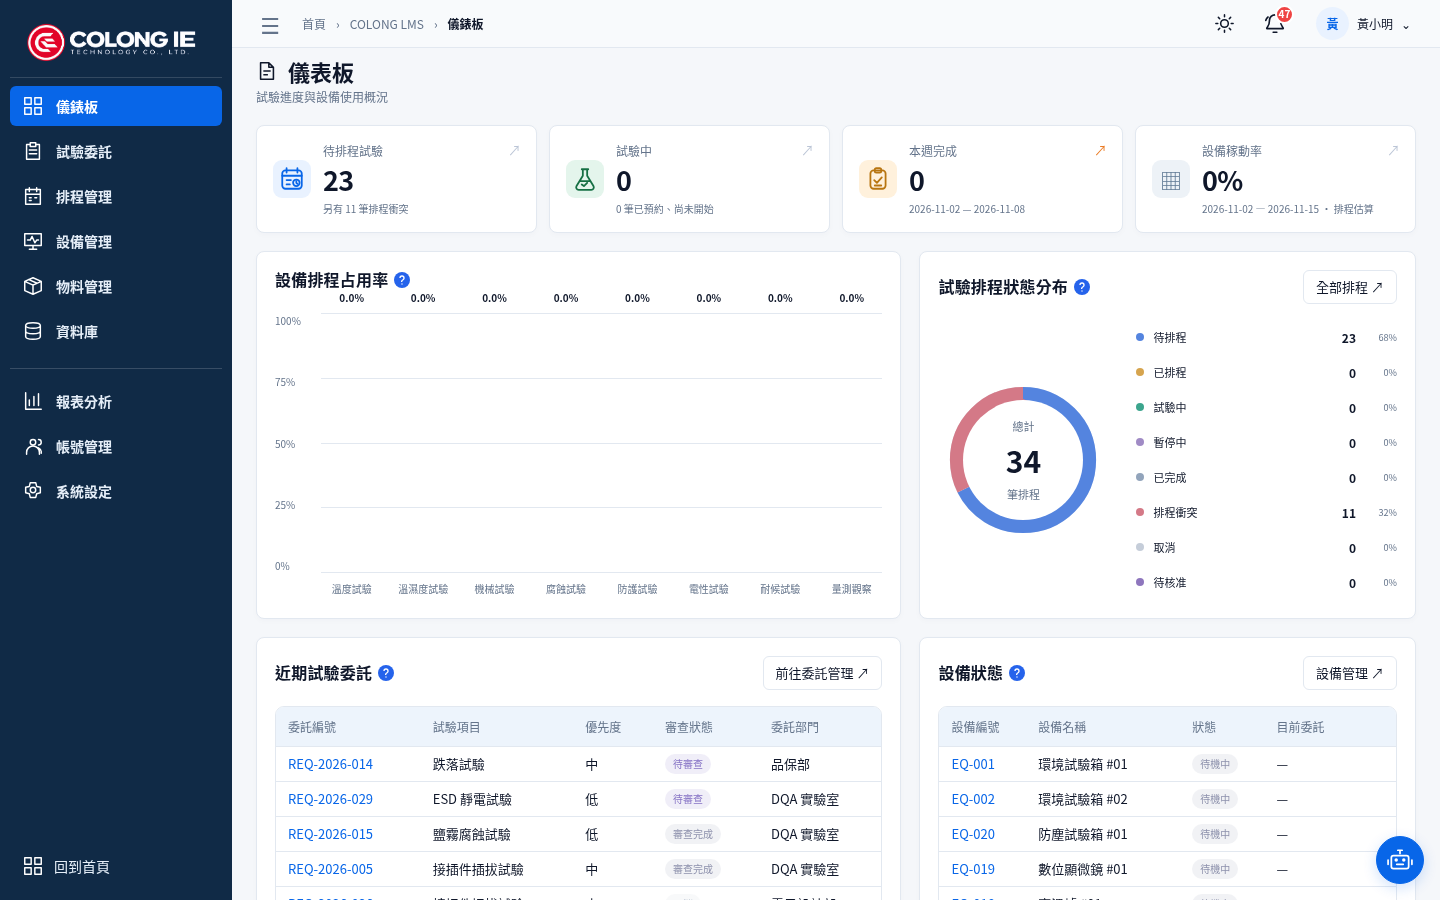 COLONG IE
TECHNOLOGY CO., LTD.
儀錶板
試驗委託
排程管理
設備管理
物料管理
資料庫
報表分析
帳號管理
系統設定
回到首頁
首頁 › COLONG LMS › 儀錶板
47
黃 黃小明
儀表板
試驗進度與設備使用概況
待排程試驗 ↗
23
另有 11 筆排程衝突
試驗中 ↗
0
0 筆已預約、尚未開始
本週完成 ↗
0
2026-11-02 — 2026-11-08
設備稼動率 ↗
0%
2026-11-02 — 2026-11-15 · 排程估算
設備排程占用率 ?
0.0% 0.0% 0.0% 0.0% 0.0% 0.0% 0.0% 0.0%
100%
75%
50%
25%
0%
溫度試驗 溫濕度試驗 機械試驗 腐蝕試驗 防護試驗 電性試驗 耐候試驗 量測觀察
試驗排程狀態分布 ? 全部排程 ↗
總計
34
筆排程
待排程 23 68%
已排程 0 0%
試驗中 0 0%
暫停中 0 0%
已完成 0 0%
排程衝突 11 32%
取消 0 0%
待核准 0 0%
近期試驗委託 ? 前往委託管理 ↗
委託編號 試驗項目 優先度 審查狀態 委託部門
REQ-2026-014 跌落試驗 中 待審查 品保部
REQ-2026-029 ESD 靜電試驗 低 待審查 DQA 實驗室
REQ-2026-015 鹽霧腐蝕試驗 低 審查完成 DQA 實驗室
REQ-2026-005 接插件插拔試驗 中 審查完成 DQA 實驗室
設備狀態 ? 設備管理 ↗
設備編號 設備名稱 狀態 目前委託
EQ-001 環境試驗箱 #01 待機中 —
EQ-002 環境試驗箱 #02 待機中 —
EQ-020 防塵試驗箱 #01 待機中 —
EQ-019 數位顯微鏡 #01 待機中 —